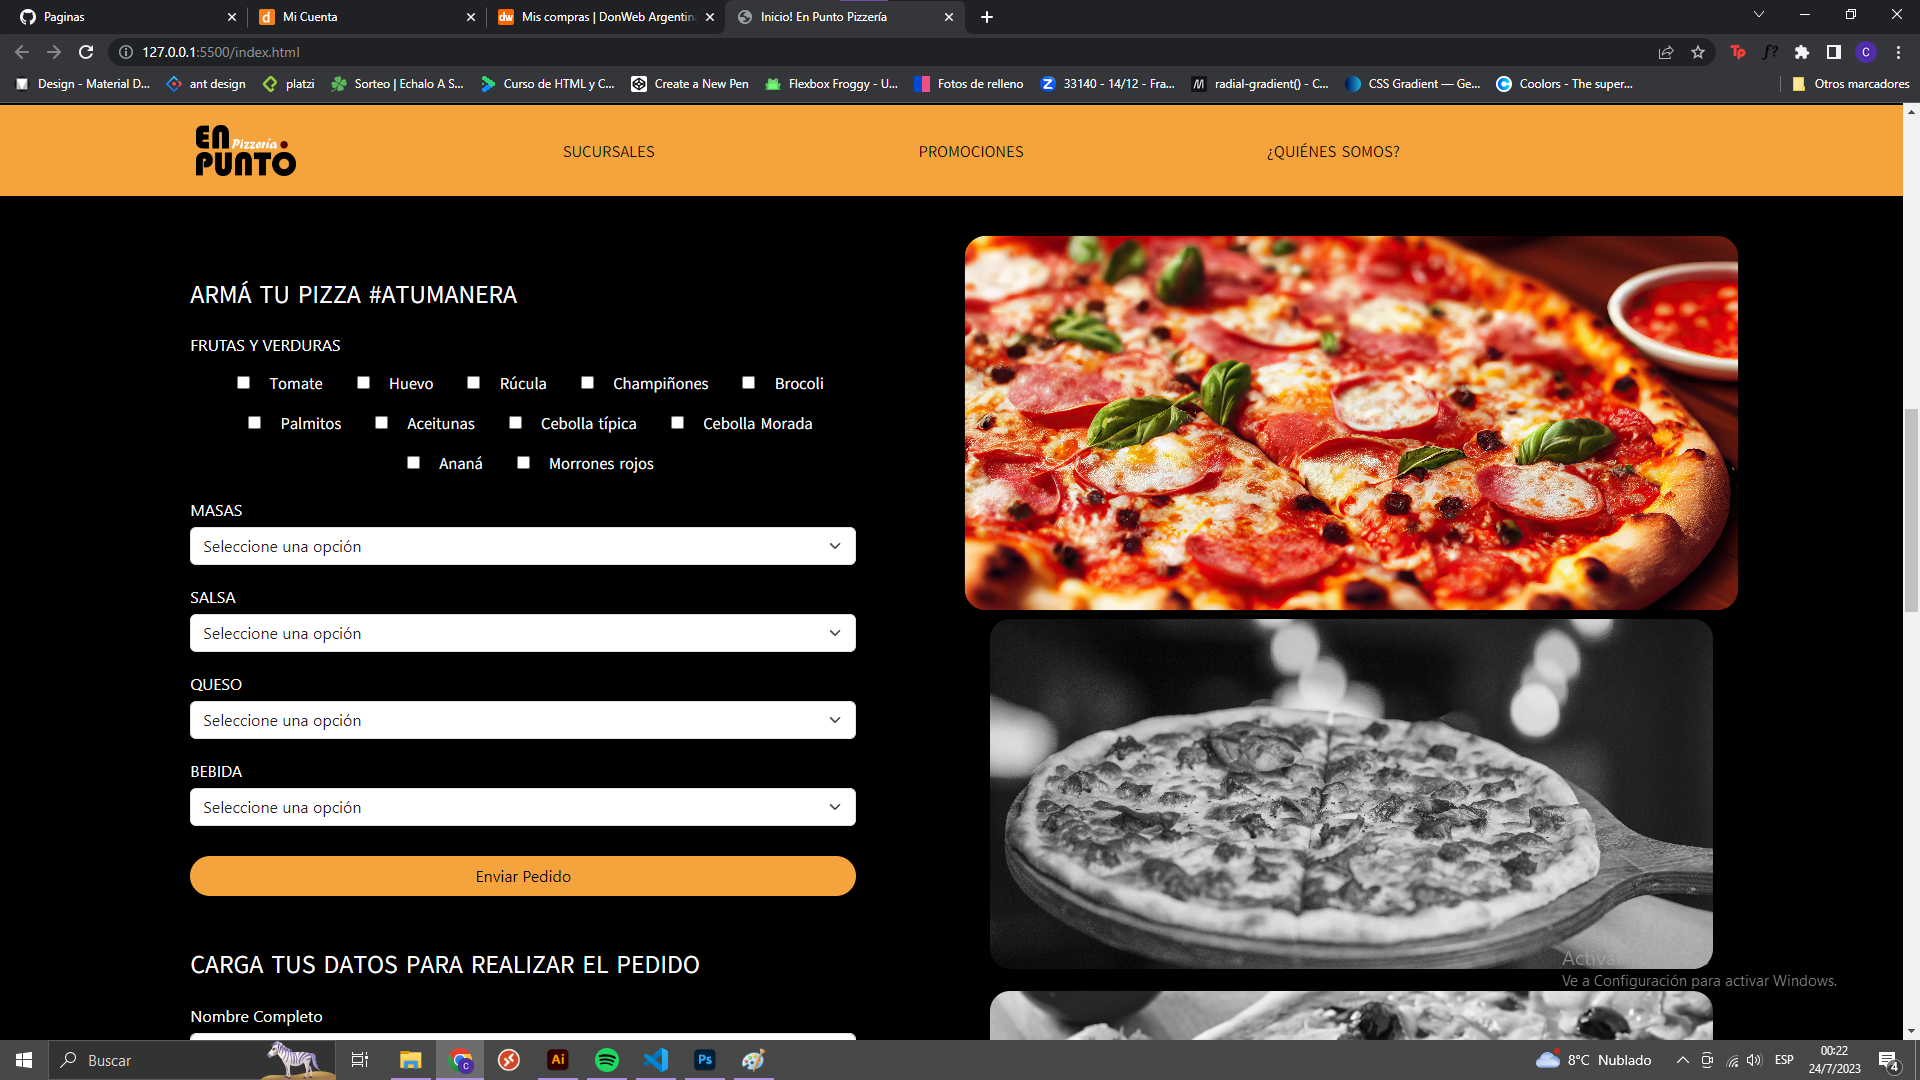 Paginas
Mi Cuenta
Mis compras | DonWeb Argentin
Inicio! En Punto Pizzería
127.0.0.1:5500/index.html
Design - Material D...
ant design
platzi
Sorteo | Echalo A S...
Curso de HTML y C...
Create a New Pen
Flexbox Froggy - U...
Fotos de relleno
33140 - 14/12 - Fra...
radial-gradient() - C...
CSS Gradient — Ge...
Coolors - The super...
Otros marcadores
EN Pizzería
PUNTO
SUCURSALES
PROMOCIONES
¿QUIÉNES SOMOS?
ARMÁ TU PIZZA #ATUMANERA
FRUTAS Y VERDURAS
Tomate Huevo Rúcula Champiñones Brocoli
Palmitos Aceitunas Cebolla típica Cebolla Morada
Ananá Morrones rojos
MASAS
Seleccione una opción
SALSA
Seleccione una opción
QUESO
Seleccione una opción
BEBIDA
Seleccione una opción
Enviar Pedido
CARGA TUS DATOS PARA REALIZAR EL PEDIDO
Nombre Completo
Ve a Configuración para activar Windows.
Buscar
8°C Nublado
ESP
00:22
24/7/2023
4